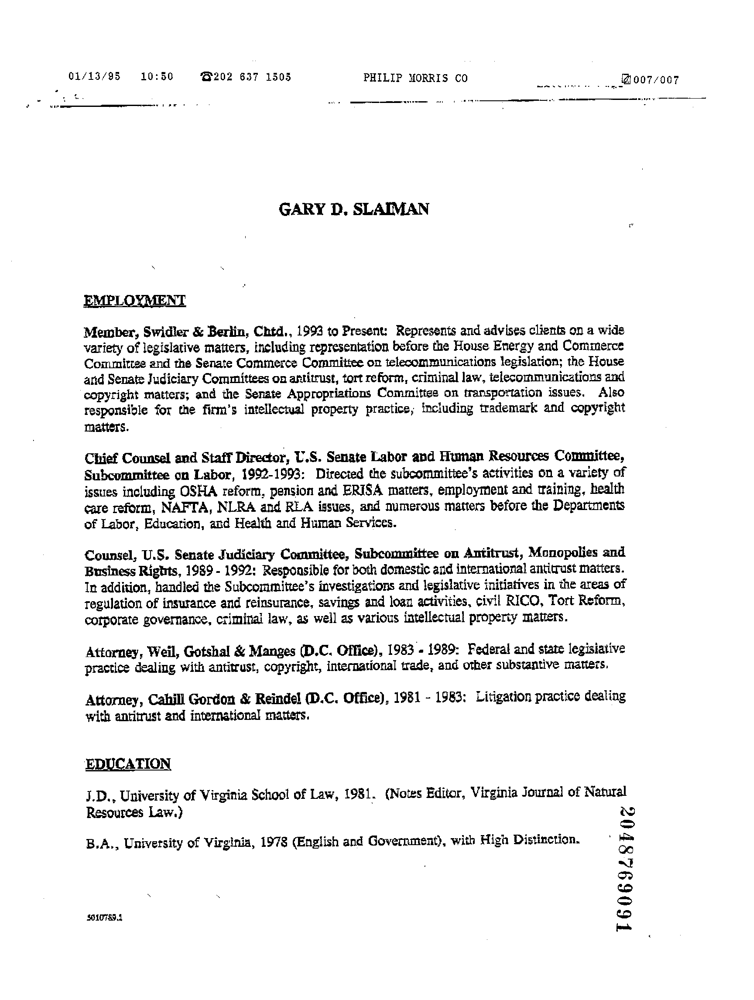 01/13/95 10:50 ☎202 637 1505 PHILIP MORRIS CO 007/007
GARY D. SLAIMAN
EMPLOYMENT
Member, Swidler & Berlin, Chtd., 1993 to Present: Represents and advises clients on a wide
variety of legislative matters, including representation before the House Energy and Commerce
Committee and the Senate Commerce Committee on telecommunications legislation; the House
and Senate Judiciary Committees on antitrust, tort reform, criminal law, telecommunications and
copyright matters; and the Senate Appropriations Committee on transportation issues. Also
responsible for the firm's intellectual property practice, including trademark and copyright
matters.
Chief Counsel and Staff Director, U.S. Senate Labor and Human Resources Committee,
Subcommittee on Labor, 1992-1993: Directed the subcommittee's activities on a variety of
issues including OSHA reform, pension and ERISA matters, employment and training, health
care reform, NAFTA, NLRA and RLA issues, and numerous matters before the Departments
of Labor, Education, and Health and Human Services.
Counsel, U.S. Senate Judiciary Committee, Subcommittee on Antitrust, Monopolies and
Business Rights, 1989 - 1992: Responsible for both domestic and international antitrust matters.
In addition, handled the Subcommittee's investigations and legislative initiatives in the areas of
regulation of insurance and reinsurance, savings and loan activities, civil RICO, Tort Reform,
corporate governance, criminal law, as well as various intellectual property matters.
Attorney, Weil, Gotshal & Manges (D.C. Office), 1983 - 1989: Federal and state legislative
practice dealing with antitrust, copyright, international trade, and other substantive matters.
Attorney, Cahill Gordon & Reindel (D.C. Office), 1981 - 1983: Litigation practice dealing
with antitrust and international matters.
EDUCATION
J.D., University of Virginia School of Law, 1981. (Notes Editor, Virginia Journal of Natural
Resources Law.)
B.A., University of Virginia, 1978 (English and Government), with High Distinction.
2048769091
5010789.1